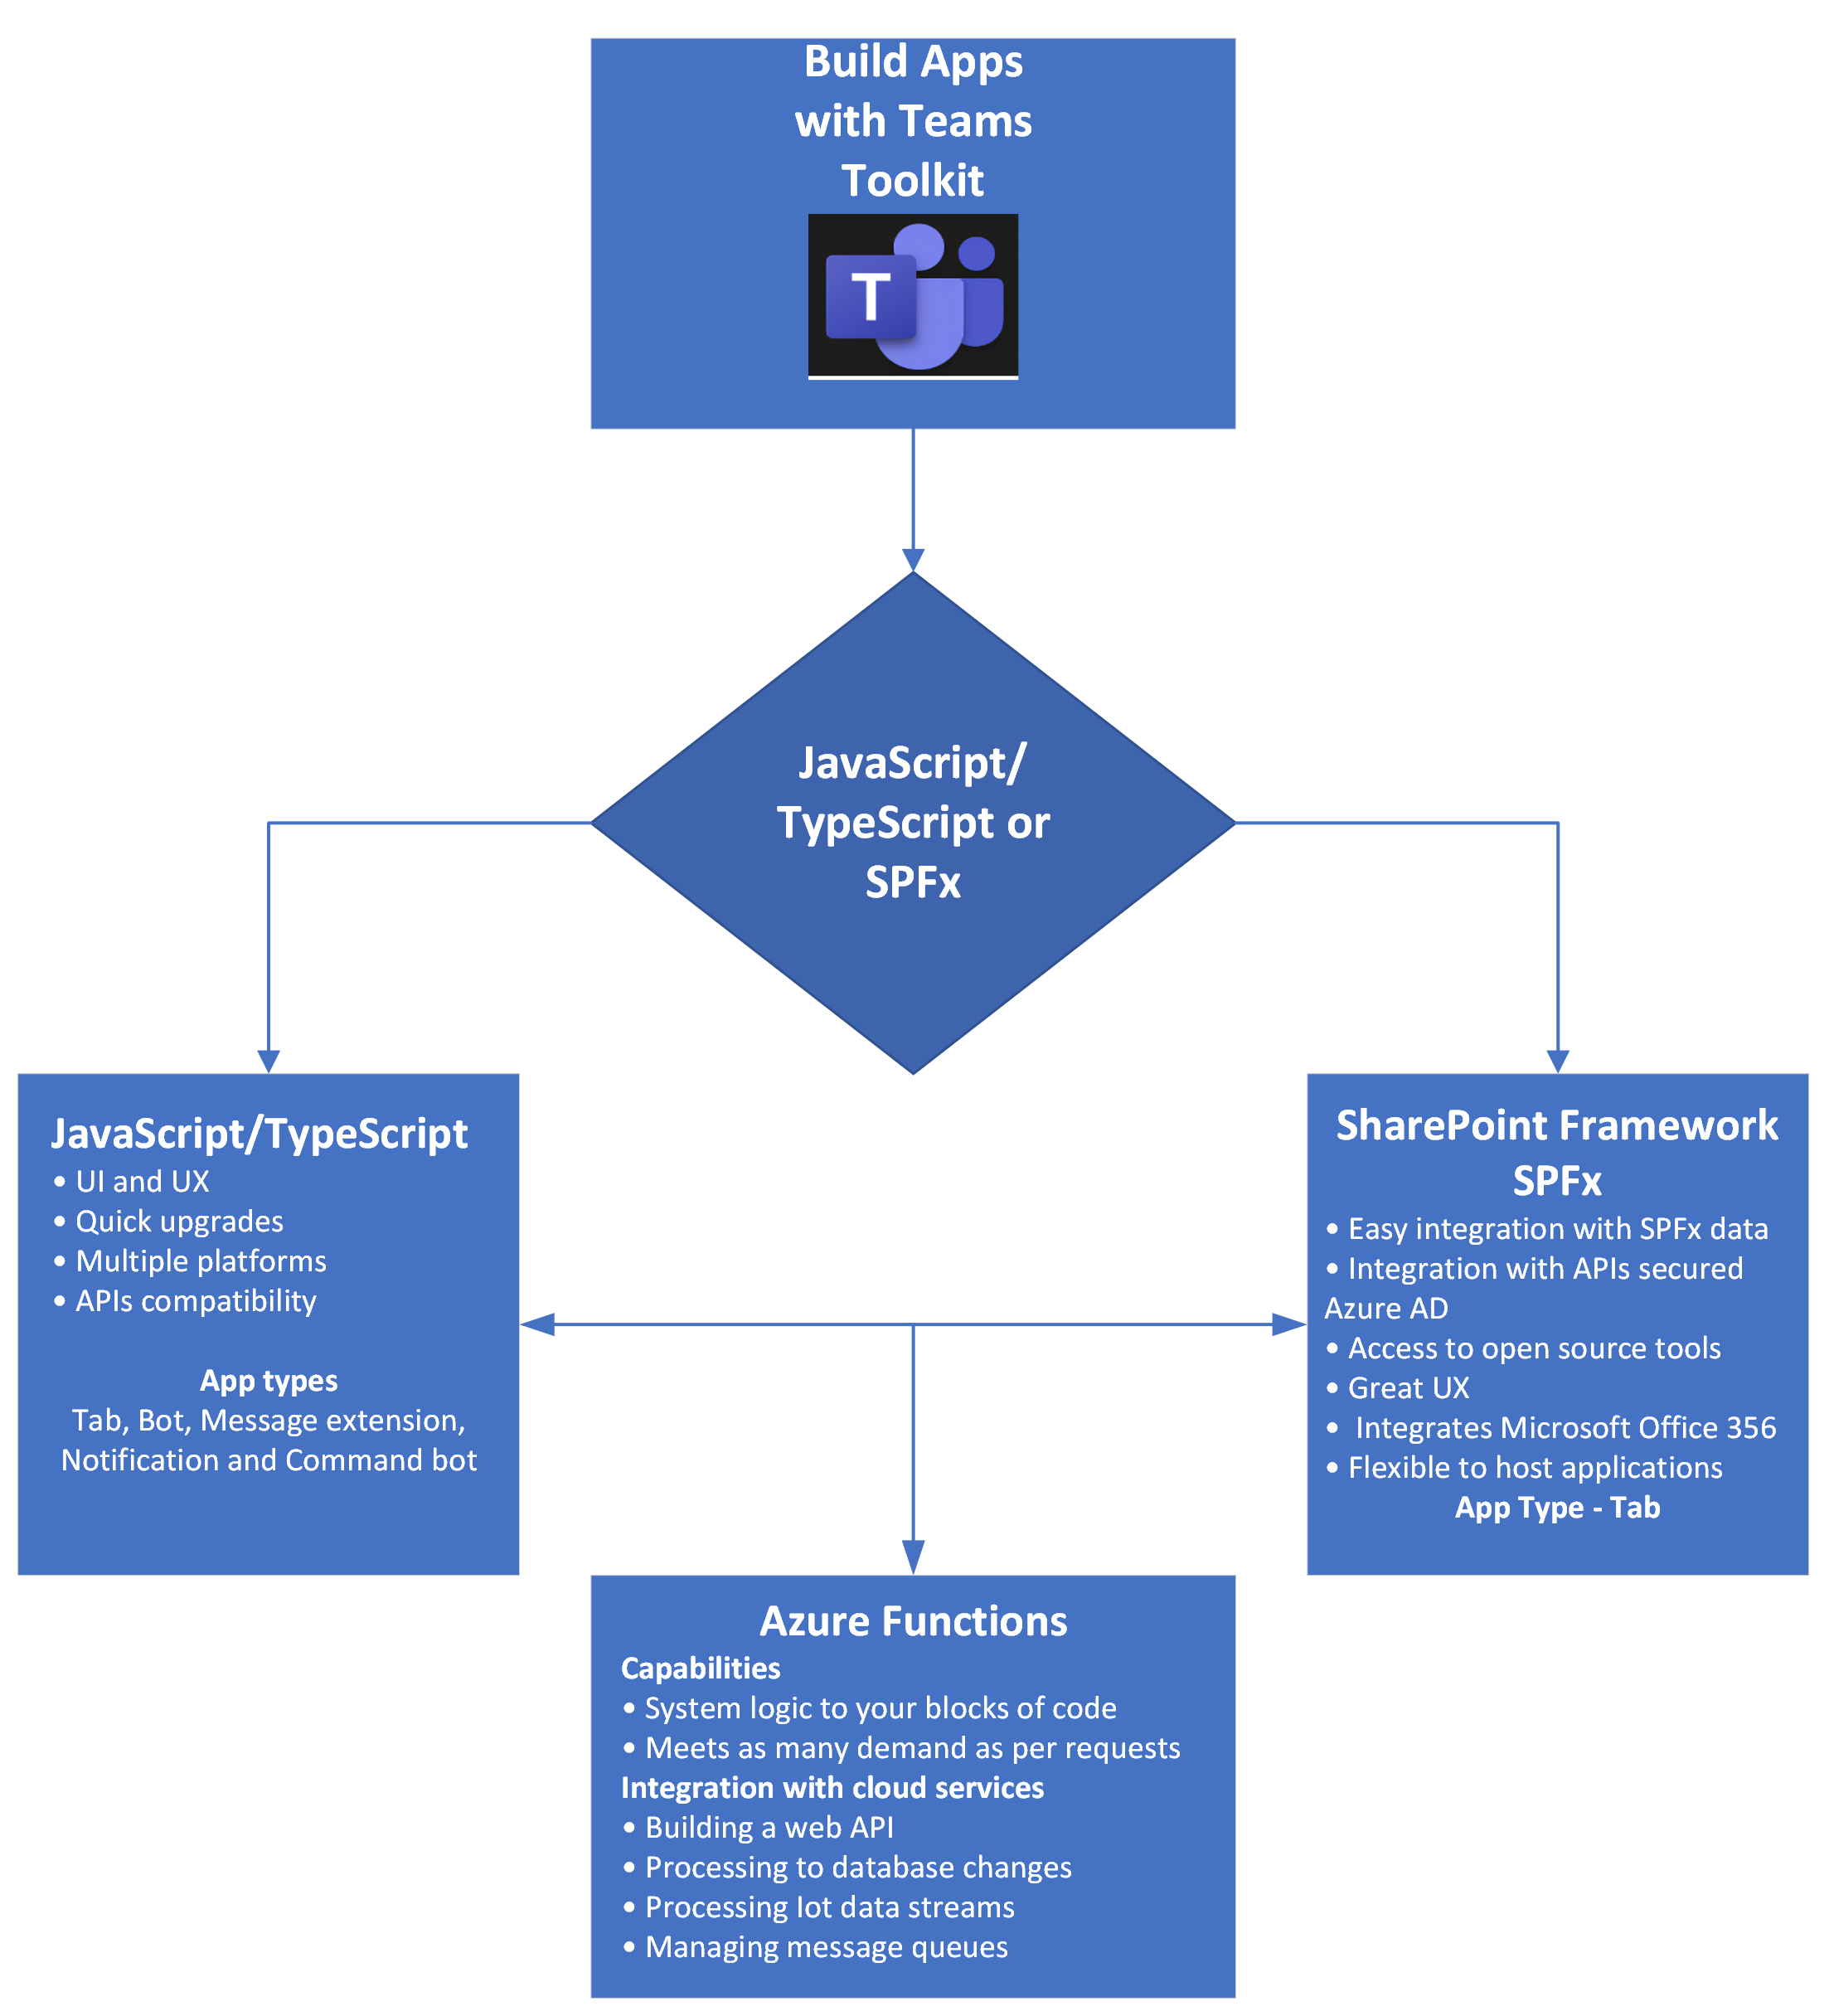 Build Apps
with Teams
Toolkit
T
JavaScript/
TypeScript or
SPFx
JavaScript/TypeScript
• UI and UX
• Quick upgrades
• Multiple platforms
• APIs compatibility
App types
Tab, Bot, Message extension,
Notification and Command bot
SharePoint Framework
SPFx
• Easy integration with SPFx data
• Integration with APIs secured
Azure AD
• Access to open source tools
• Great UX
• Integrates Microsoft Office 356
• Flexible to host applications
App Type - Tab
Azure Functions
Capabilities
• System logic to your blocks of code
• Meets as many demand as per requests
Integration with cloud services
• Building a web API
• Processing to database changes
• Processing Iot data streams
• Managing message queues